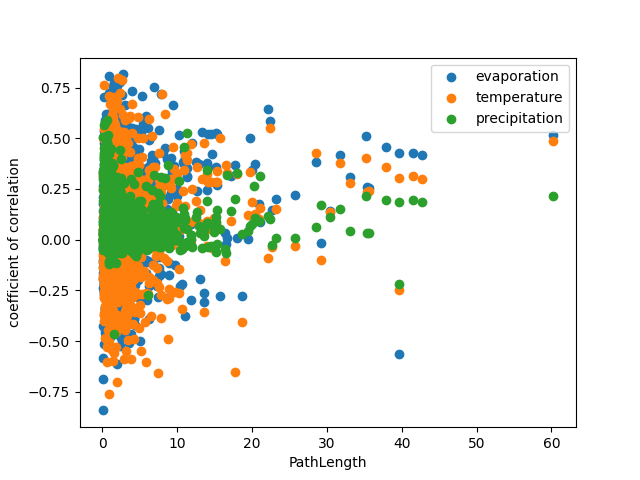 evaporation
temperature
precipitation
0.75
0.50
0.25
0.00
−0.25
−0.50
−0.75
coefficient of correlation
0 10 20 30 40 50 60
PathLength